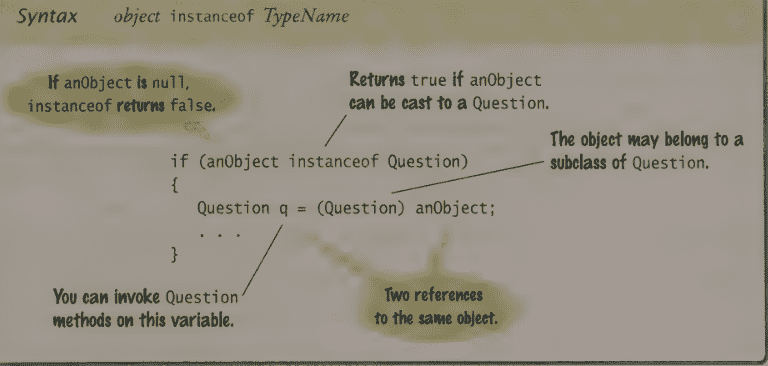 Syntax object instanceof TypeName
If anObject is null,
instanceof returns false.
Returns true if anObject
can be cast to a Question.
The object may belong to a
subclass of Question.
if (anObject instanceof Question)
{
Question q = (Question) anObject;
. . .
}
You can invoke Question
methods on this variable.
Two references
to the same object.